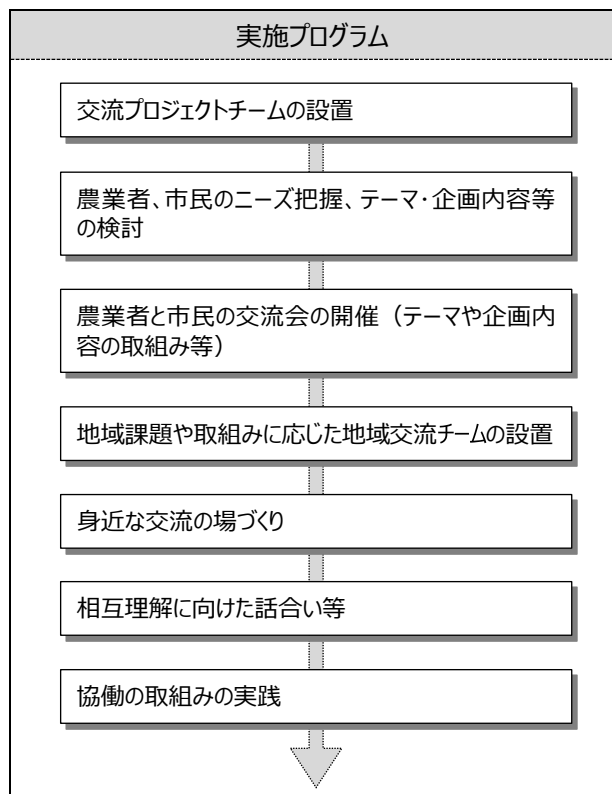 実施プログラム
交流プロジェクトチームの設置
農業者、市民のニーズ把握、テーマ・企画内容等
の検討
農業者と市民の交流会の開催（テーマや企画内
容の取組み等）
地域課題や取組みに応じた地域交流チームの設置
身近な交流の場づくり
相互理解に向けた話合い等
協働の取組みの実践